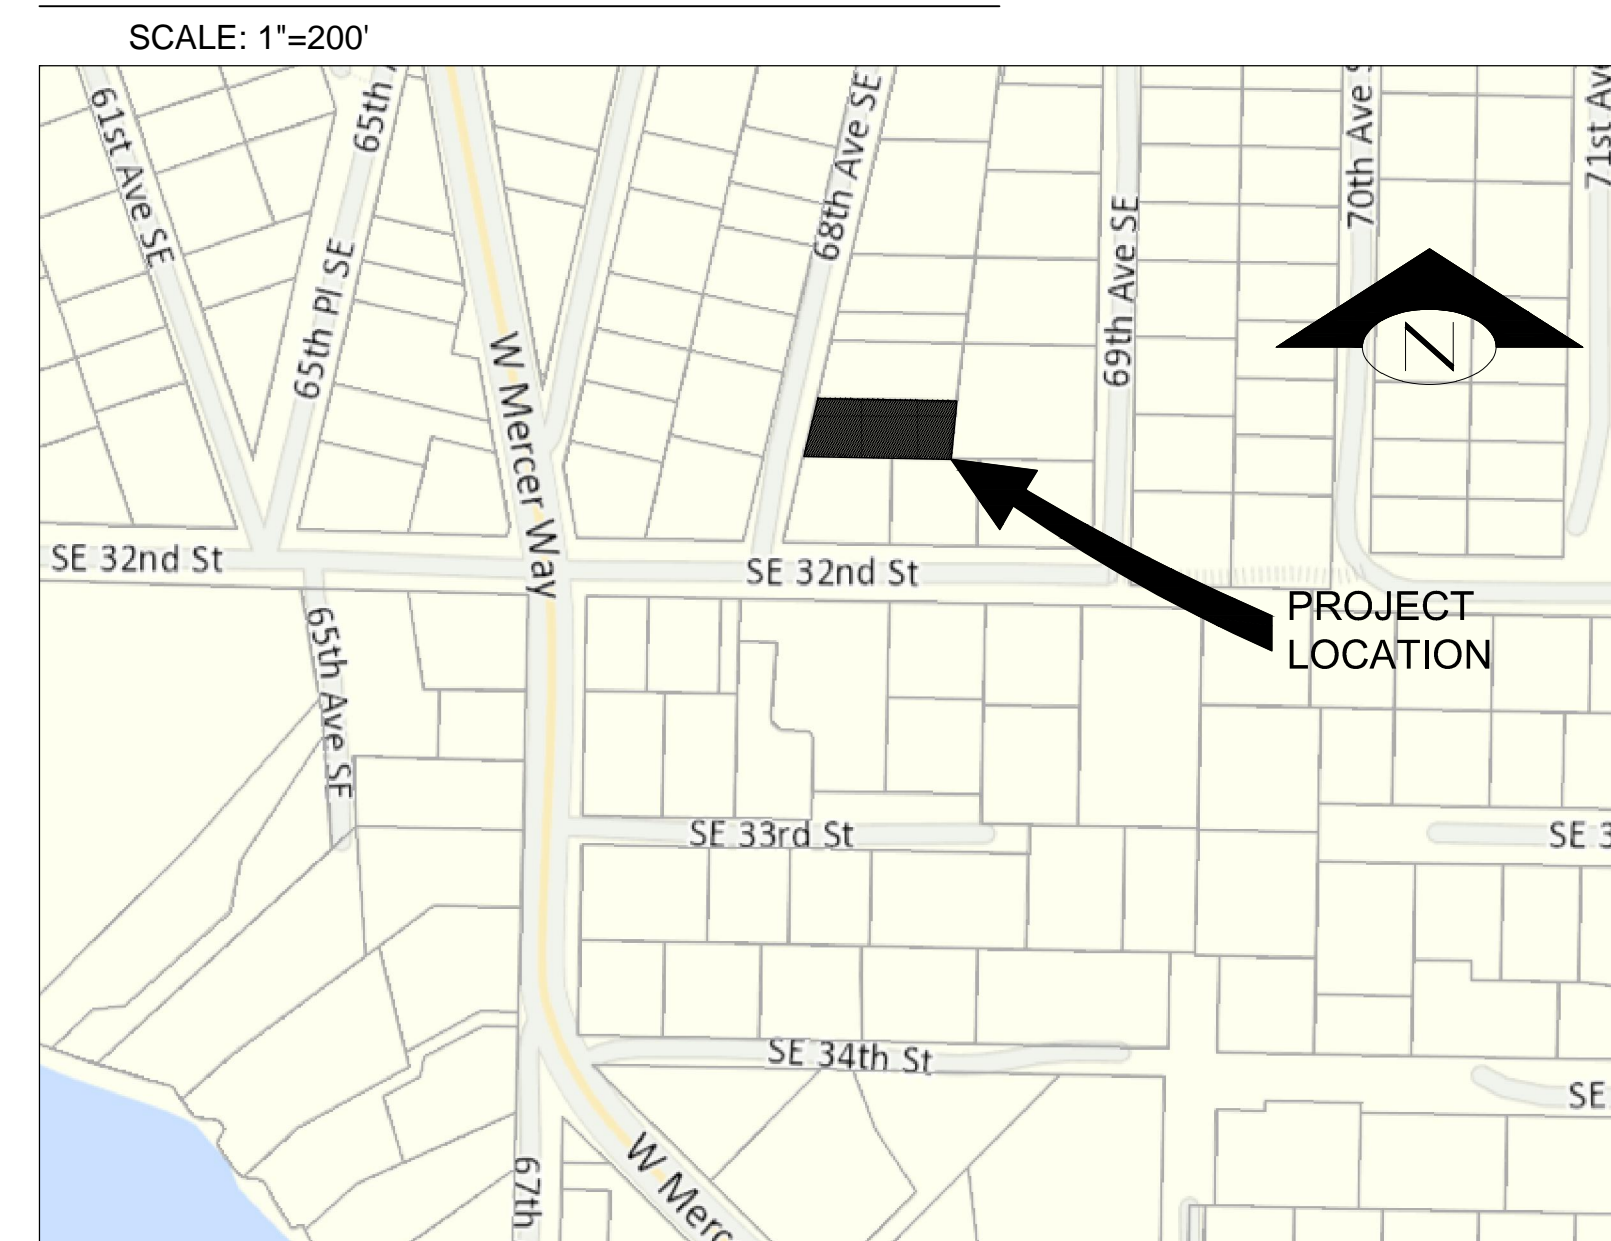 SCALE: 1"=200'
61st Ave SE
65th
68th Ave SE
70th Ave S
71st Ave
69th Ave SE
65th Pl SE
N
W Mercer Way
SE 32nd St
SE 32nd St
PROJECT
LOCATION
65th Ave SE
SE 33rd St
SE 3
SE 34th St
SE
W Merc
67th